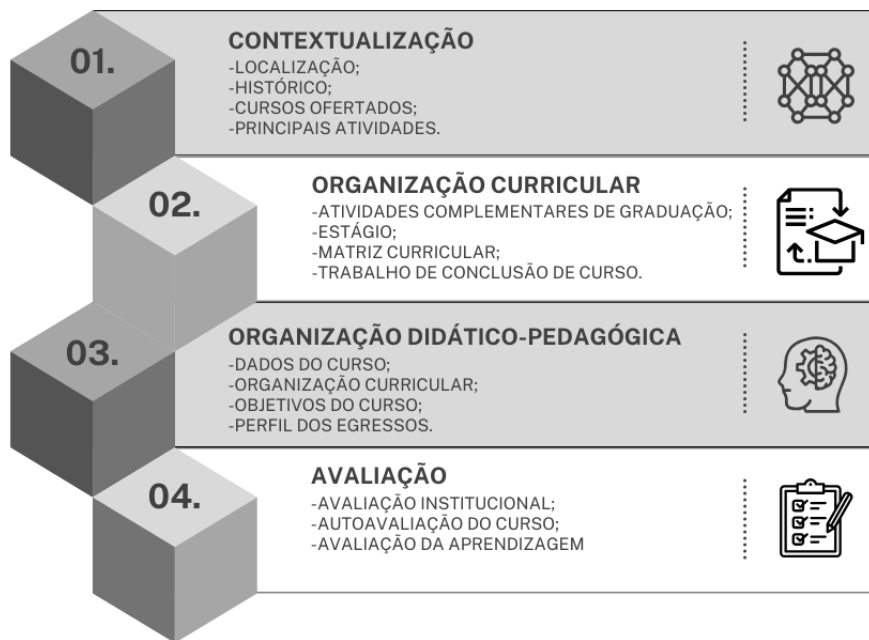 01.
CONTEXTUALIZAÇÃO
-LOCALIZAÇÃO;
-HISTÓRICO;
-CURSOS OFERTADOS;
-PRINCIPAIS ATIVIDADES.
02.
ORGANIZAÇÃO CURRICULAR
-ATIVIDADES COMPLEMENTARES DE GRADUAÇÃO;
-ESTÁGIO;
-MATRIZ CURRICULAR;
-TRABALHO DE CONCLUSÃO DE CURSO.
03.
ORGANIZAÇÃO DIDÁTICO-PEDAGÓGICA
-DADOS DO CURSO;
-ORGANIZAÇÃO CURRICULAR;
-OBJETIVOS DO CURSO;
-PERFIL DOS EGRESSOS.
04.
AVALIAÇÃO
-AVALIAÇÃO INSTITUCIONAL;
-AUTOAVALIAÇÃO DO CURSO;
-AVALIAÇÃO DA APRENDIZAGEM